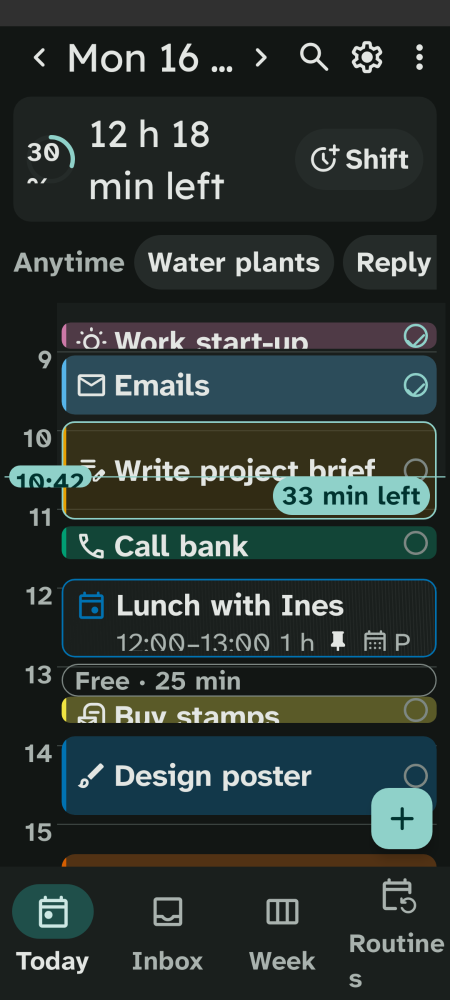 Mon 16 …
30
12 h 18
min left
Shift
Anytime
Water plants
Reply
Work start-up
9
Emails
10
Write project brief
10:42
33 min left
11
Call bank
12
Lunch with Ines
12:00–13:00 1 h P
13
Free · 25 min
Buy stamps
14
Design poster
15
Today
Inbox
Week
Routine
s